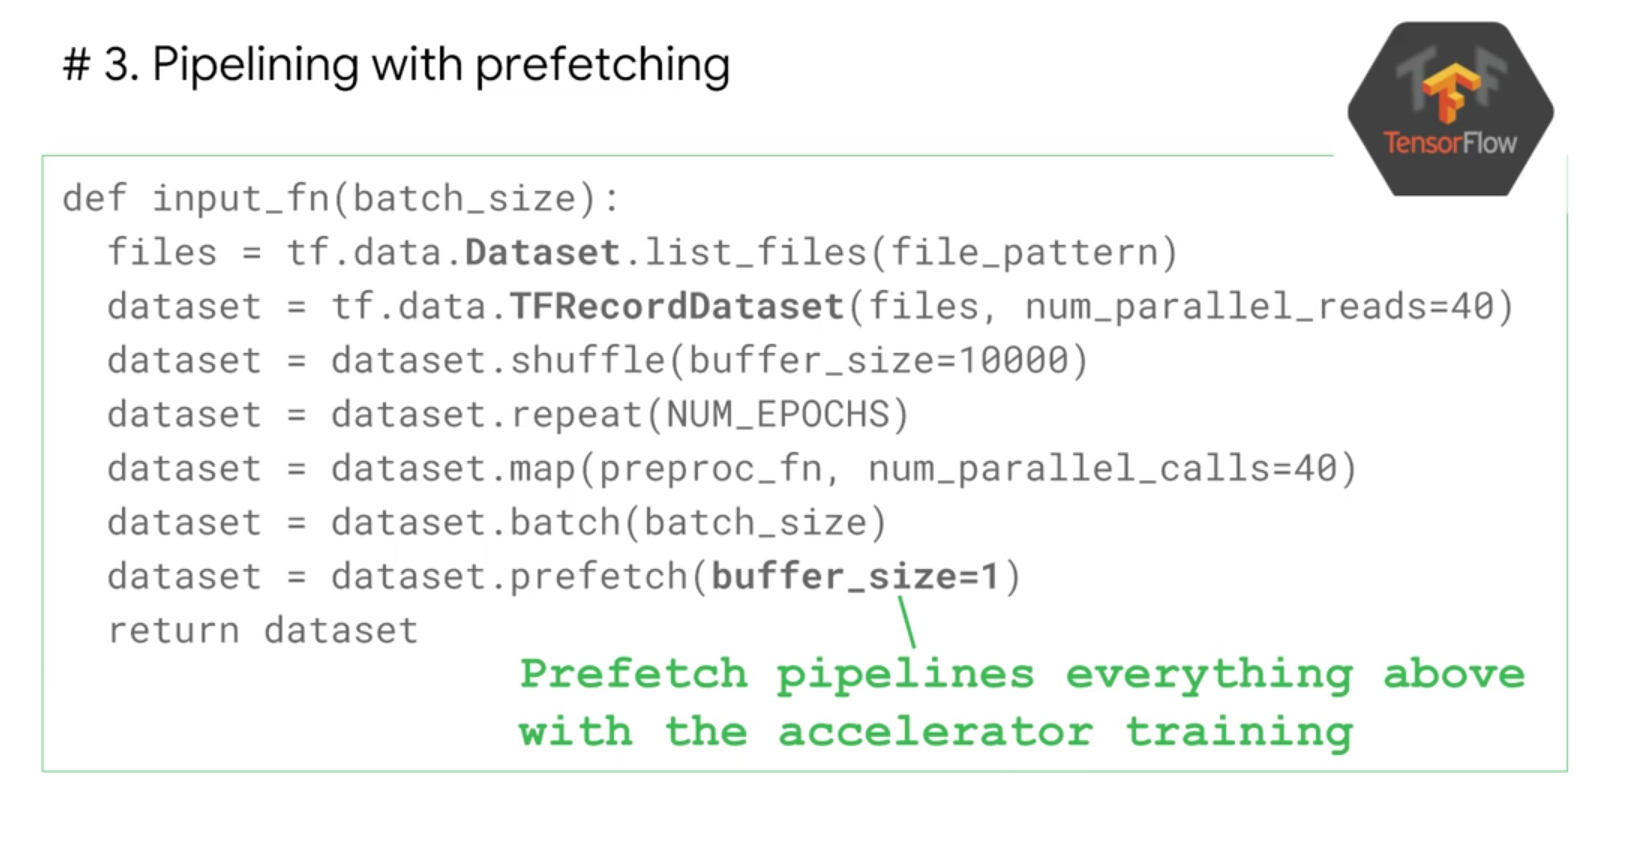 # 3. Pipelining with prefetching
TensorFlow
def input_fn(batch_size):
  files = tf.data.Dataset.list_files(file_pattern)
  dataset = tf.data.TFRecordDataset(files, num_parallel_reads=40)
  dataset = dataset.shuffle(buffer_size=10000)
  dataset = dataset.repeat(NUM_EPOCHS)
  dataset = dataset.map(preproc_fn, num_parallel_calls=40)
  dataset = dataset.batch(batch_size)
  dataset = dataset.prefetch(buffer_size=1)
  return dataset
Prefetch pipelines everything above
with the accelerator training